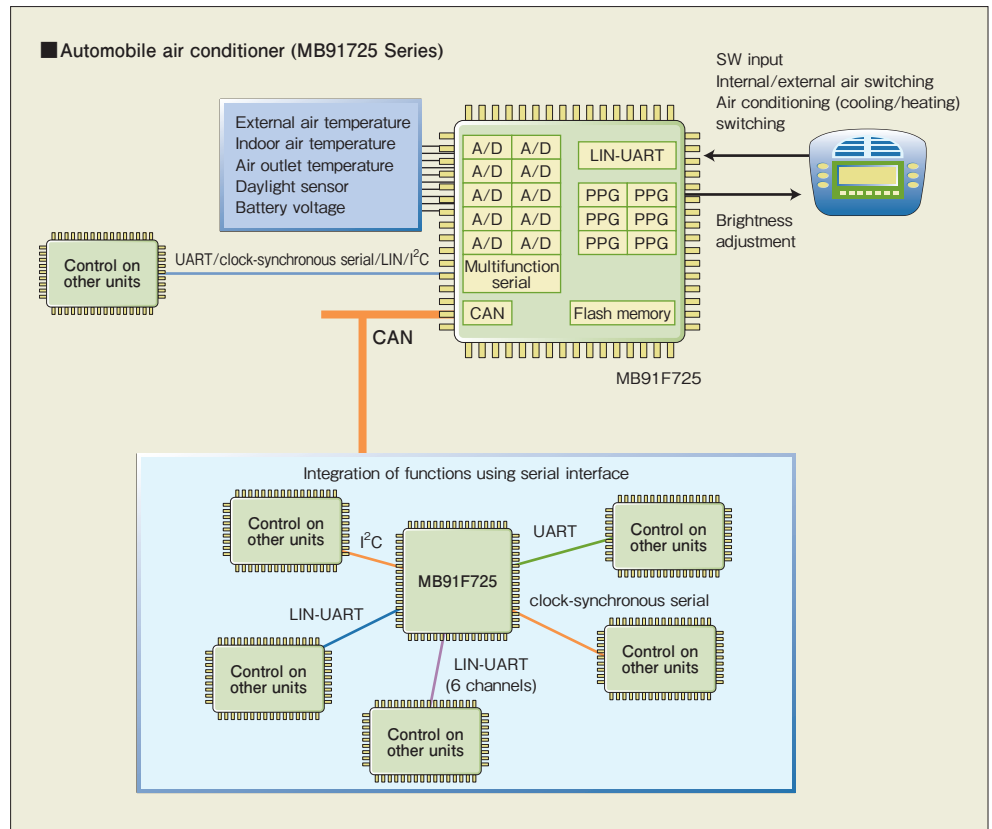 ■Automobile air conditioner (MB91725 Series)
SW input
Internal/external air switching
Air conditioning (cooling/heating)
switching
External air temperature
Indoor air temperature
Air outlet temperature
Daylight sensor
Battery voltage
A/D A/D
A/D A/D
A/D A/D
A/D A/D
A/D A/D
Multifunction
serial
CAN
LIN-UART
PPG PPG
PPG PPG
PPG PPG
Flash memory
Brightness
adjustment
Control on
other units
UART/clock-synchronous serial/LIN/I²C
CAN
MB91F725
Integration of functions using serial interface
Control on
other units
I²C
MB91F725
UART
Control on
other units
LIN-UART
clock-synchronous serial
Control on
other units
LIN-UART
(6 channels)
Control on
other units
Control on
other units